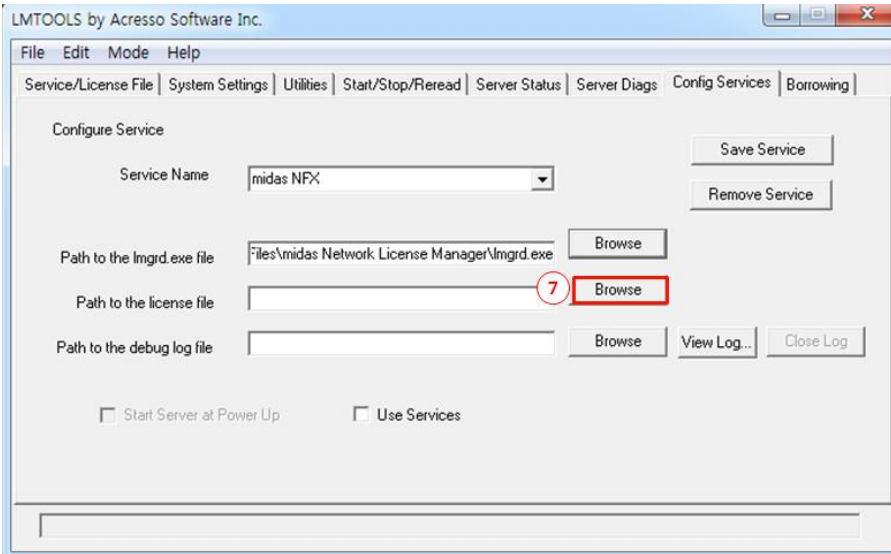 LMTOOLS by Acresso Software Inc.
File Edit Mode Help
Service/License File System Settings Utilities Start/Stop/Reread Server Status Server Diags Config Services Borrowing
Configure Service
Save Service
Service Name midas NFX
Remove Service
Path to the lmgrd.exe file Files\midas Network License Manager\lmgrd.exe Browse
Path to the license file 7 Browse
Path to the debug log file Browse View Log... Close Log
Start Server at Power Up Use Services